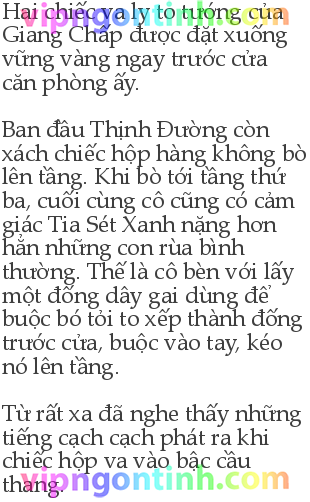 Hai chiếc va ly to tướng của
Giang Chấp được đặt xuống
vững vàng ngay trước cửa
căn phòng ấy.
Ban đầu Thịnh Đường còn
xách chiếc hộp hàng không bò
lên tầng. Khi bò tới tầng thứ
ba, cuối cùng cô cũng có cảm
giác Tia Sét Xanh nặng hơn
hẳn những con rùa bình
thường. Thế là cô bèn với lấy
một đống dây gai dùng để
buộc bó tỏi to xếp thành đống
trước cửa, buộc vào tay, kéo
nó lên tầng.
Từ rất xa đã nghe thấy những
tiếng cạch cạch phát ra khi
chiếc hộp va vào bậc cầu
thang.
vipngontinh.com
vipngontinh.com